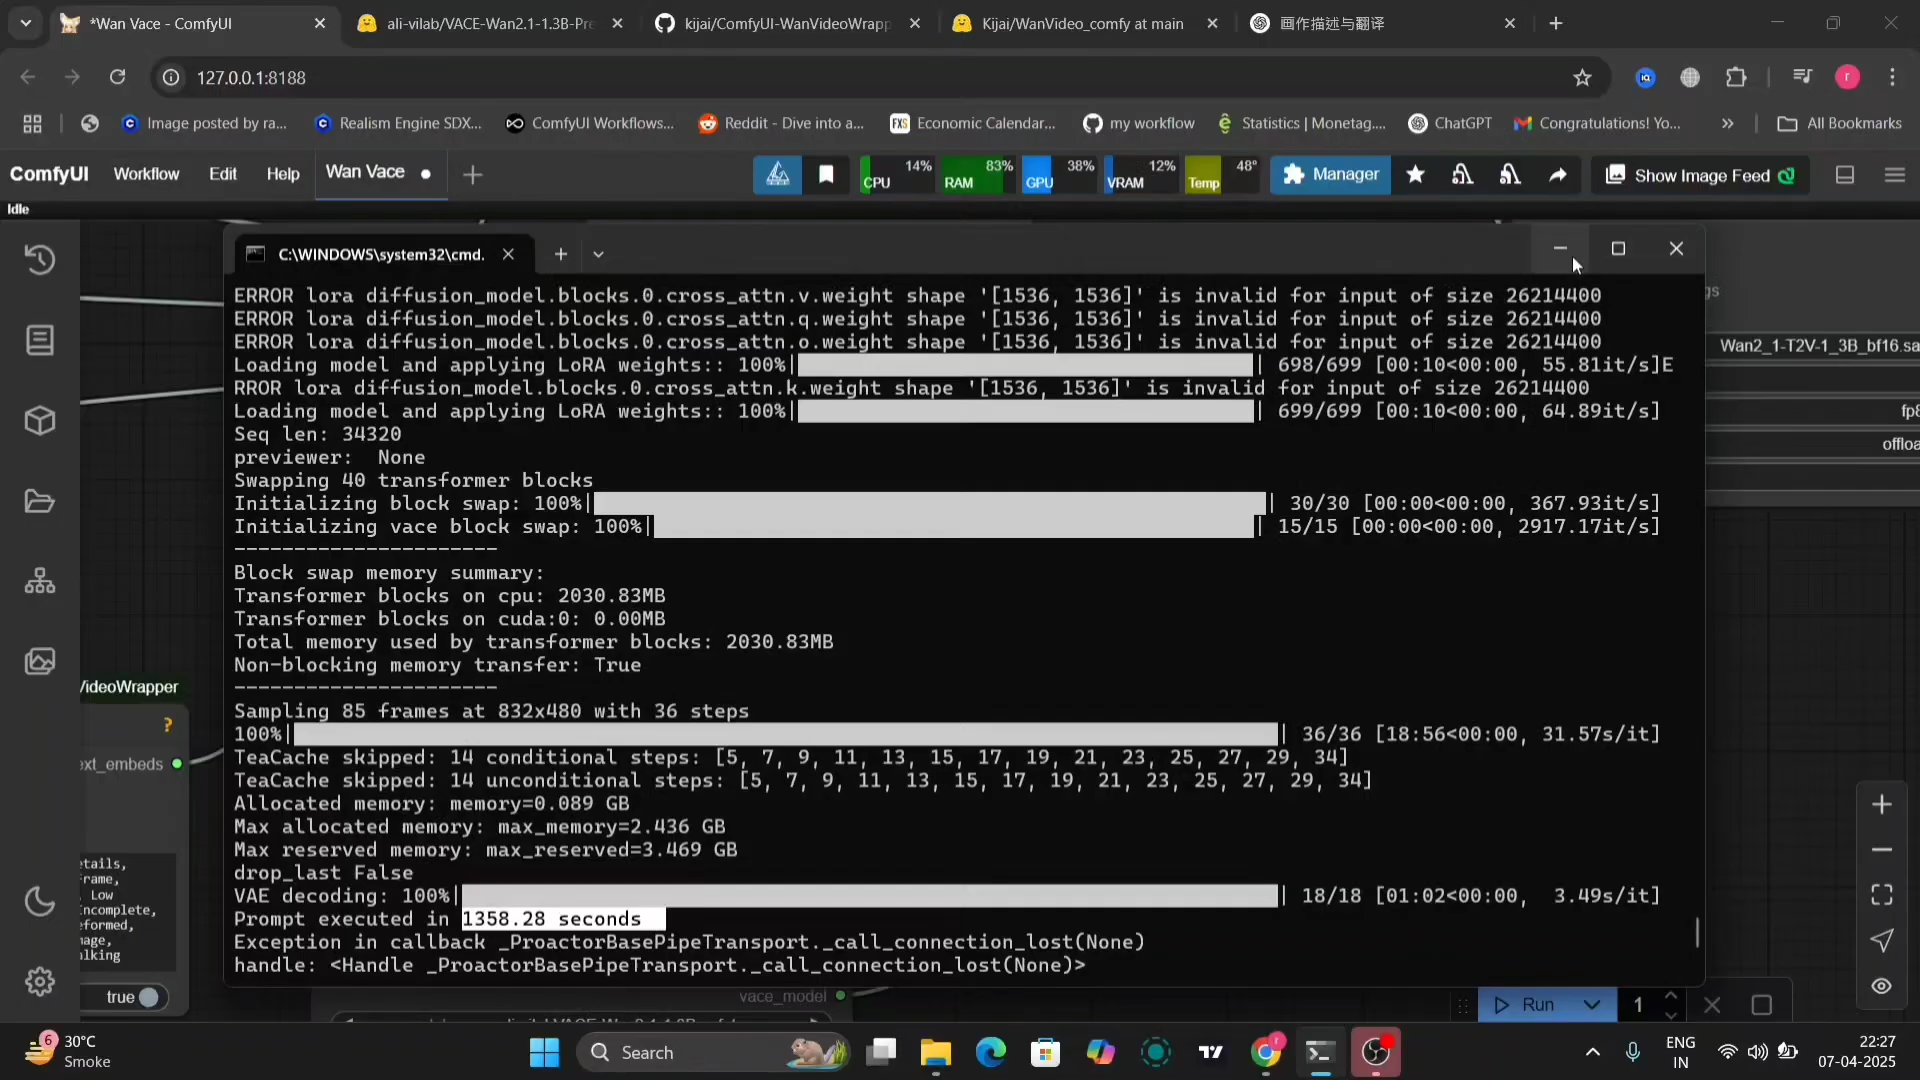 *Wan Vace - ComfyUI
ali-vilab/VACE-Wan2.1-1.3B-Pre
kijai/ComfyUI-WanVideoWrapp
Kijai/WanVideo_comfy at main
画作描述与翻译
127.0.0.1:8188
r
Image posted by ra...
Realism Engine SDX...
ComfyUI Workflows...
Reddit - Dive into a...
FXS
Economic Calendar...
my workflow
Statistics | Monetag....
ChatGPT
Congratulations! Yo...
All Bookmarks
ComfyUI
Workflow
Edit
Help
Wan Vace
CPU 14%
RAM 83%
GPU 38%
VRAM 12%
Temp 48°
Manager
Show Image Feed
Idle
C:\WINDOWS\system32\cmd.
ERROR lora diffusion_model.blocks.0.cross_attn.v.weight shape '[1536, 1536]' is invalid for input of size 26214400
ERROR lora diffusion_model.blocks.0.cross_attn.q.weight shape '[1536, 1536]' is invalid for input of size 26214400
ERROR lora diffusion_model.blocks.0.cross_attn.o.weight shape '[1536, 1536]' is invalid for input of size 26214400
Loading model and applying LoRA weights:: 100%| | 698/699 [00:10<00:00, 55.81it/s]E
RROR lora diffusion_model.blocks.0.cross_attn.k.weight shape '[1536, 1536]' is invalid for input of size 26214400
Loading model and applying LoRA weights:: 100%| | 699/699 [00:10<00:00, 64.89it/s]
Seq len: 34320
previewer: None
Swapping 40 transformer blocks
Initializing block swap: 100%| | 30/30 [00:00<00:00, 367.93it/s]
Initializing vace block swap: 100%| | 15/15 [00:00<00:00, 2917.17it/s]
----------------------
Block swap memory summary:
Transformer blocks on cpu: 2030.83MB
Transformer blocks on cuda:0: 0.00MB
Total memory used by transformer blocks: 2030.83MB
Non-blocking memory transfer: True
----------------------
Sampling 85 frames at 832x480 with 36 steps
100%| | 36/36 [18:56<00:00, 31.57s/it]
TeaCache skipped: 14 conditional steps: [5, 7, 9, 11, 13, 15, 17, 19, 21, 23, 25, 27, 29, 34]
TeaCache skipped: 14 unconditional steps: [5, 7, 9, 11, 13, 15, 17, 19, 21, 23, 25, 27, 29, 34]
Allocated memory: memory=0.089 GB
Max allocated memory: max_memory=2.436 GB
Max reserved memory: max_reserved=3.469 GB
drop_last False
VAE decoding: 100%| | 18/18 [01:02<00:00, 3.49s/it]
Prompt executed in 1358.28 seconds
Exception in callback _ProactorBasePipeTransport._call_connection_lost(None)
handle: <Handle _ProactorBasePipeTransport._call_connection_lost(None)>
gs
Wan2_1-T2V-1_3B_bf16.sa
fp8
offloa
/ideoWrapper
?
ext_embeds
etails,
rame,
Low
ncomplete,
eformed,
mage,
lking
true
vace_model
Run
1
6
30°C
Smoke
Search
ENG
IN
22:27
07-04-2025